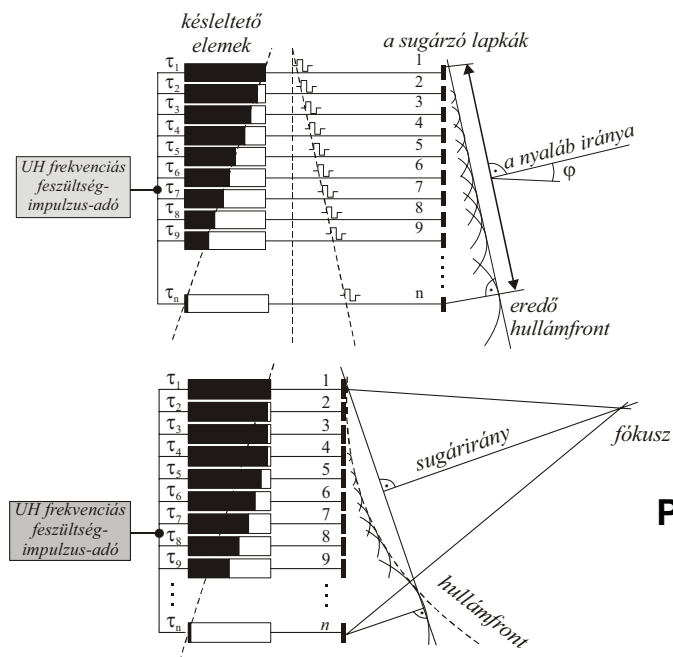 késleltető
elemek
a sugárzó lapkák
τ1
τ2
τ3
τ4
τ5
τ6
τ7
τ8
τ9
τn
1
2
3
4
5
6
7
8
9
n
UH frekvenciás
feszültség-
impulzus-adó
a nyaláb iránya
φ
eredő
hullámfront
τ1
τ2
τ3
τ4
τ5
τ6
τ7
τ8
τ9
τn
1
2
3
4
5
6
7
8
9
n
UH frekvenciás
feszültség-
impulzus-adó
sugárirány
fókusz
hullámfront
P